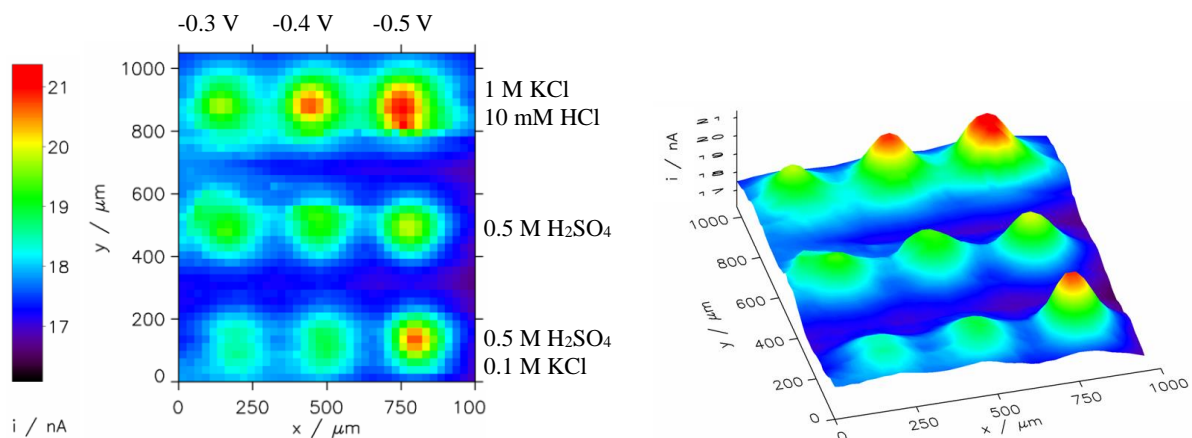 -0.3 V -0.4 V -0.5 V
21
20
19
18
17
i / nA
1000
800
600
400
200
0
y / μm
0 250 500 750 100
x / μm
1 M KCl
10 mM HCl
0.5 M H₂SO₄
0.5 M H₂SO₄
0.1 M KCl
i / nA
1000
800
600
400
200
0
y / μm
0
250
500
750
1000
x / μm